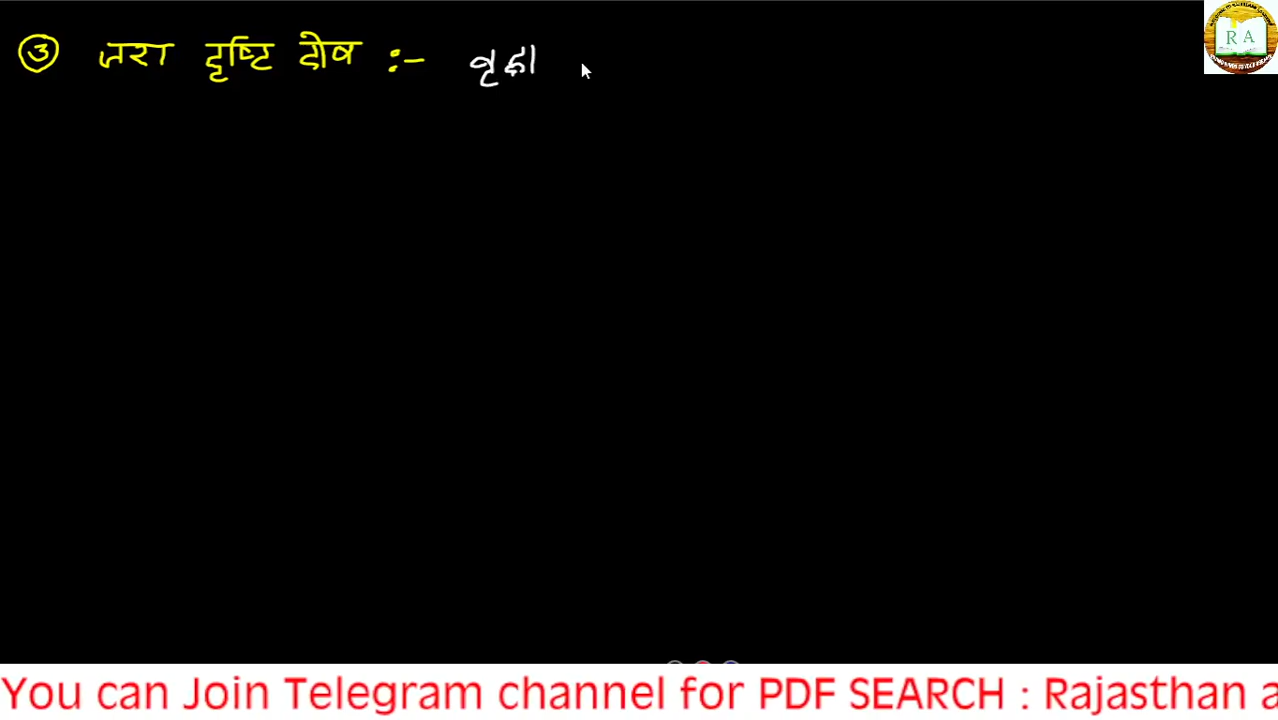 ③ जरा दृष्टि दोष :- वृद्धा
R A
You can Join Telegram channel for PDF SEARCH : Rajasthan a